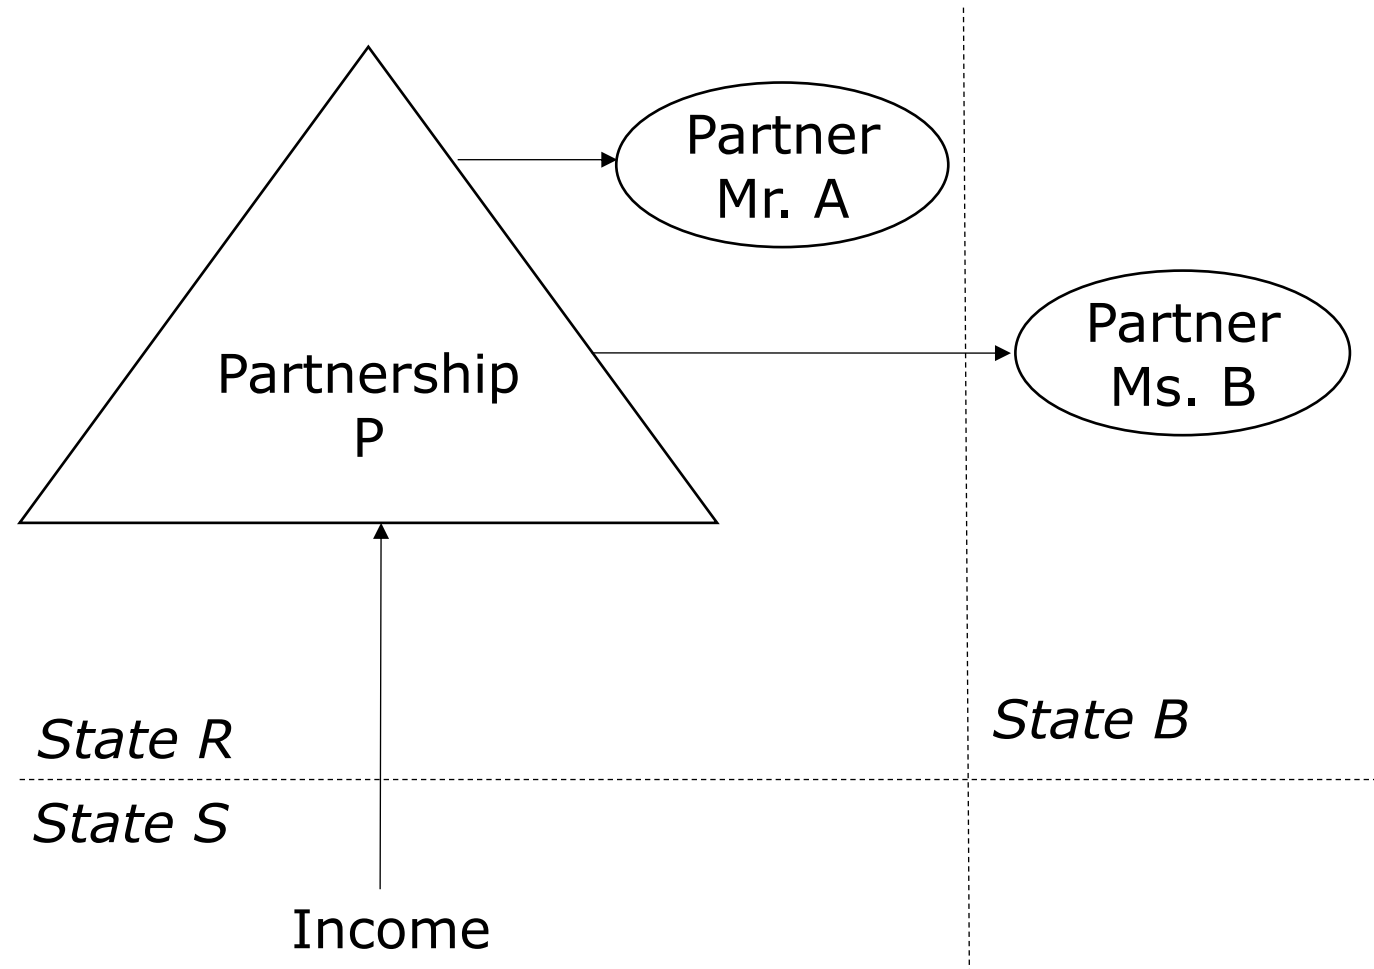 Partner
Mr. A
Partner
Ms. B
Partnership
P
State R
State B
State S
Income